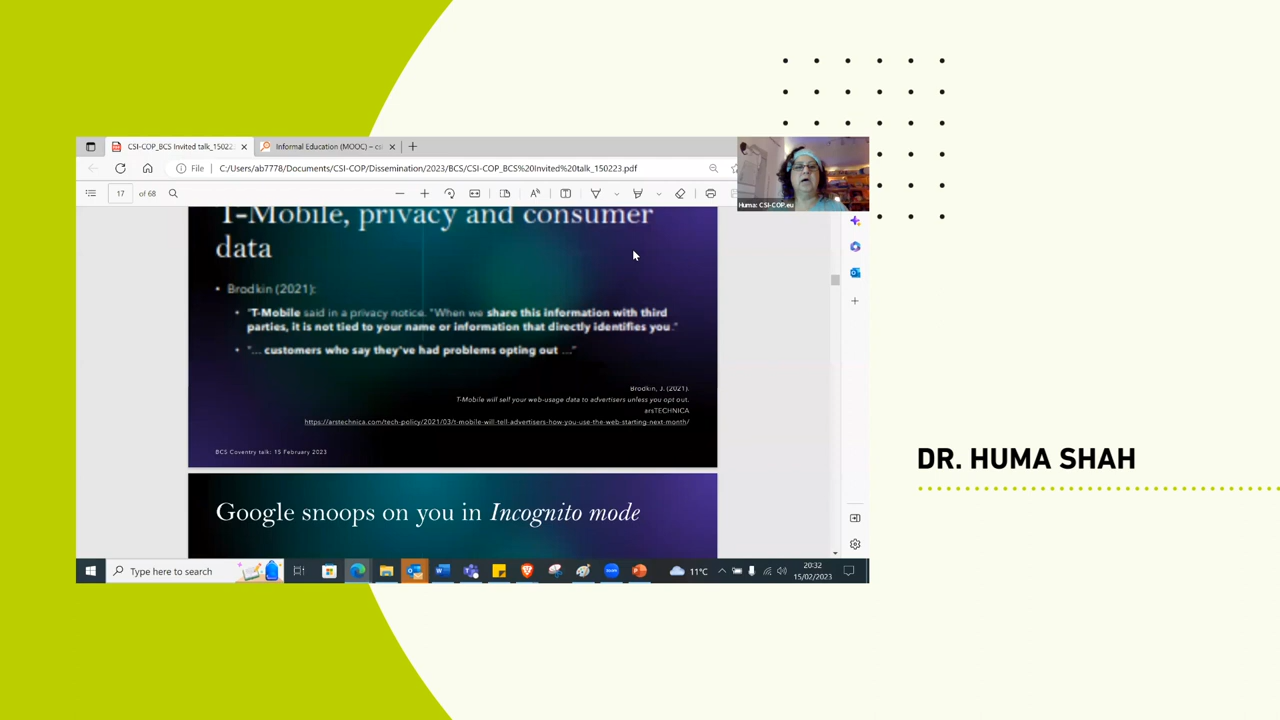 CSI-COP_BCS Invited talk_150223.
Informal Education (MOOC) – cs
File
C:/Users/ab7778/Documents/CSI-COP/Dissemination/2023/BCS/CSI-COP_BCS%20Invited%20talk_150223.pdf
17 of 68
Huma: CSI-COP.eu
T-Mobile, privacy and consumer
data
• Brodkin (2021):
• "T-Mobile said in a privacy notice. "When we share this information with third
parties, it is not tied to your name or information that directly identifies you."
• "... customers who say they've had problems opting out ..."
Brodkin, J. (2021).
T-Mobile will sell your web-usage data to advertisers unless you opt out.
arsTECHNICA
https://arstechnica.com/tech-policy/2021/03/t-mobile-will-tell-advertisers-how-you-use-the-web-starting-next-month/
BCS Coventry talk: 15 February 2023
Google snoops on you in Incognito mode
Type here to search
11°C
20:32
15/02/2023
DR. HUMA SHAH